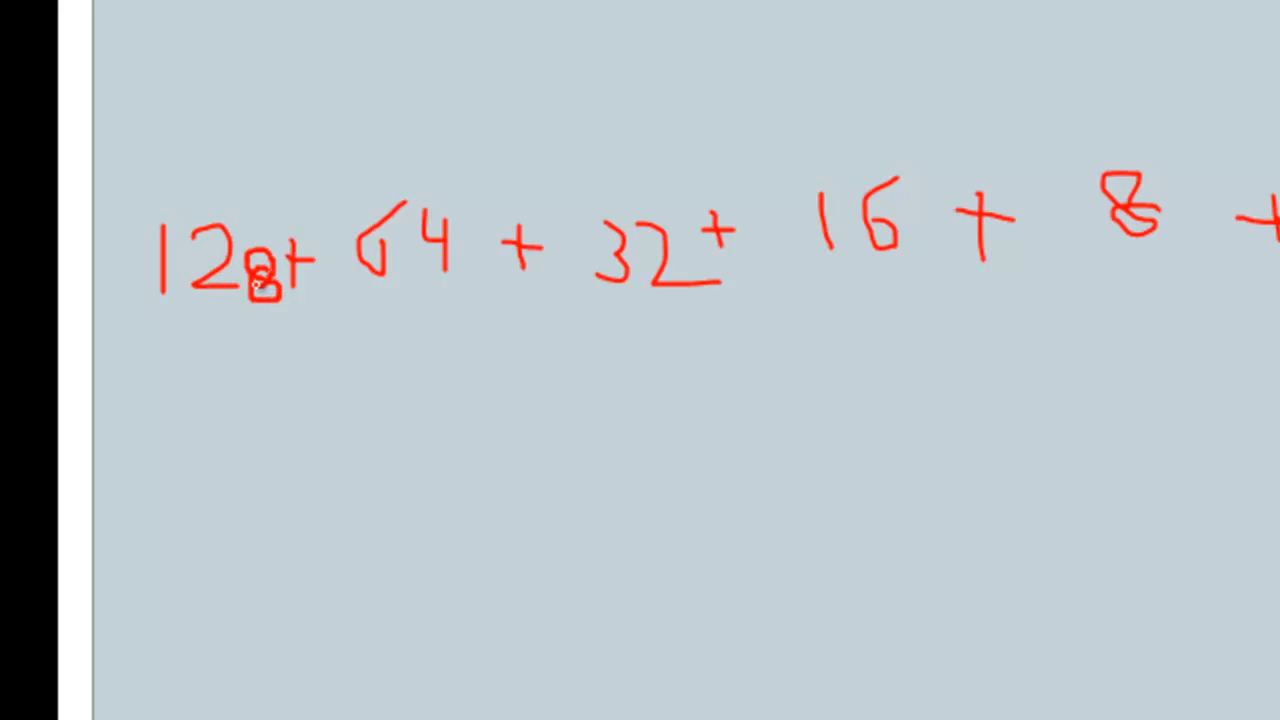 128+ 64 + 32+ 16 + 8 +